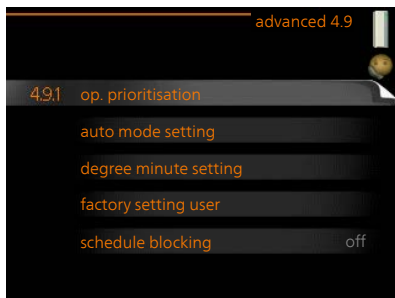 advanced 4.9
4.9.1 op. prioritisation
auto mode setting
degree minute setting
factory setting user
schedule blocking off